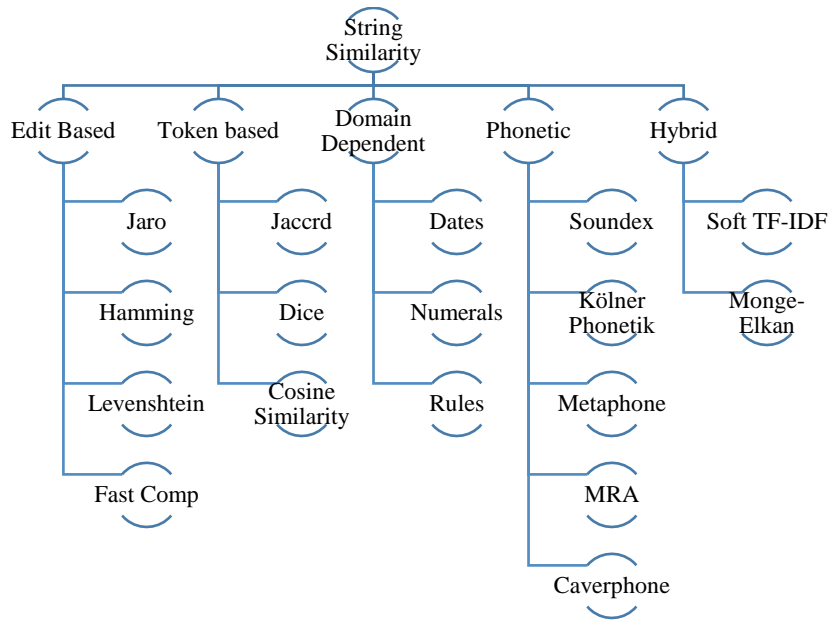 String
Similarity
Edit Based
Token based
Domain
Dependent
Phonetic
Hybrid
Jaro
Jaccrd
Dates
Soundex
Soft TF-IDF
Hamming
Dice
Numerals
Kölner
Phonetik
Monge-
Elkan
Levenshtein
Cosine
Similarity
Rules
Metaphone
Fast Comp
MRA
Caverphone